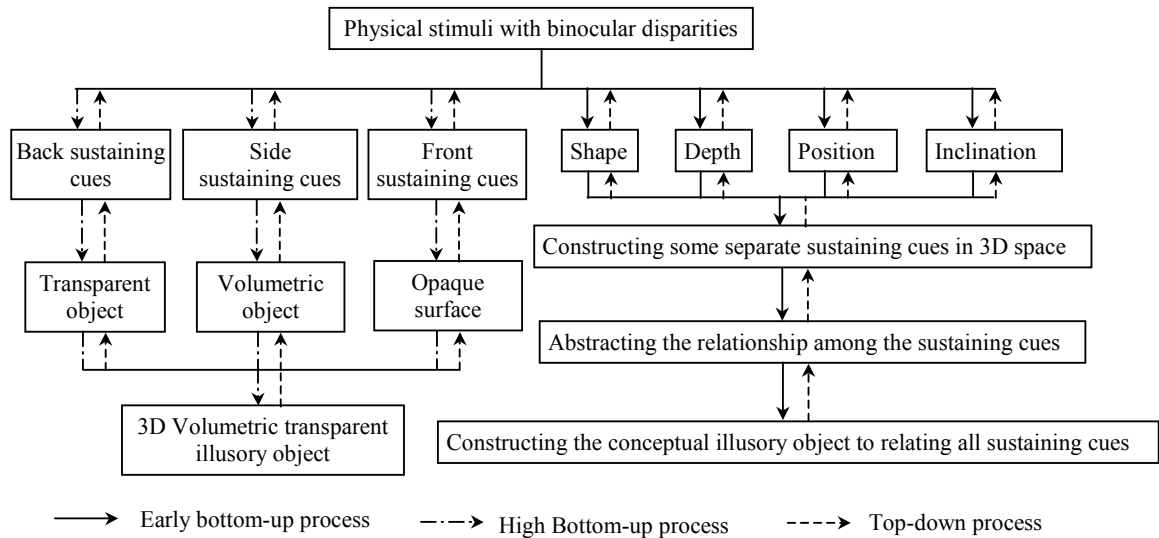 Physical stimuli with binocular disparities
Back sustaining
cues
Side
sustaining cues
Front
sustaining cues
Shape
Depth
Position
Inclination
Transparent
object
Volumetric
object
Opaque
surface
Constructing some separate sustaining cues in 3D space
Abstracting the relationship among the sustaining cues
3D Volumetric transparent
illusory object
Constructing the conceptual illusory object to relating all sustaining cues
Early bottom-up process
High Bottom-up process
Top-down process